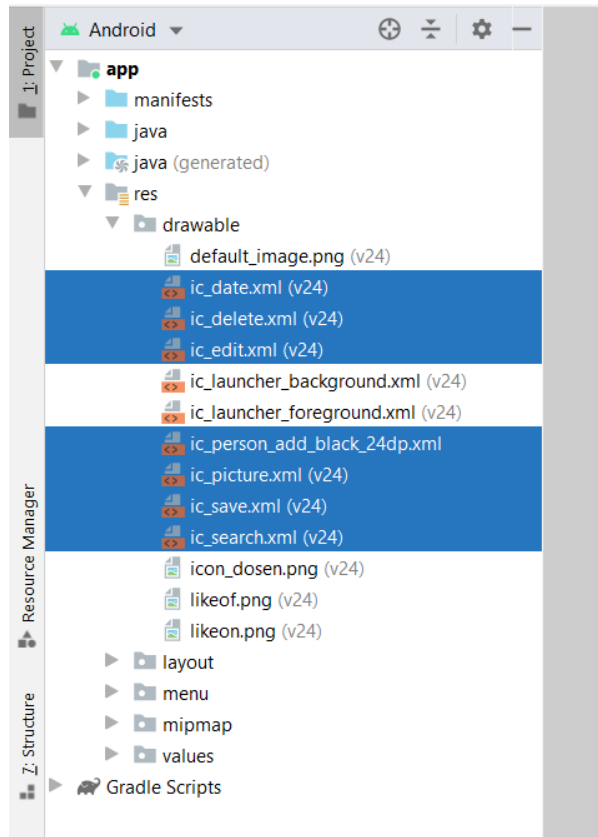 Android
app
manifests
java
java (generated)
res
drawable
default_image.png (v24)
ic_date.xml (v24)
ic_delete.xml (v24)
ic_edit.xml (v24)
ic_launcher_background.xml (v24)
ic_launcher_foreground.xml (v24)
ic_person_add_black_24dp.xml
ic_picture.xml (v24)
ic_save.xml (v24)
ic_search.xml (v24)
icon_dosen.png (v24)
likeof.png (v24)
likeon.png (v24)
layout
menu
mipmap
values
Gradle Scripts
1: Project
Resource Manager
7: Structure